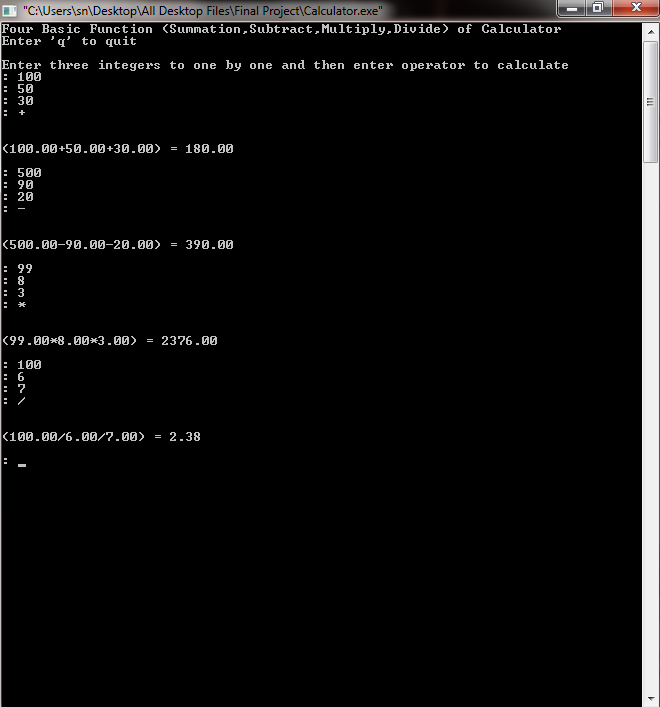 "C:\Users\sn\Desktop\All Desktop Files\Final Project\Calculator.exe"
Four Basic Function (Summation,Subtract,Multiply,Divide) of Calculator
Enter 'q' to quit
Enter three integers to one by one and then enter operator to calculate
: 100
: 50
: 30
: +
(100.00+50.00+30.00) = 180.00
: 500
: 90
: 20
: -
(500.00-90.00-20.00) = 390.00
: 99
: 8
: 3
: *
(99.00*8.00*3.00) = 2376.00
: 100
: 6
: 7
: /
(100.00/6.00/7.00) = 2.38
: _